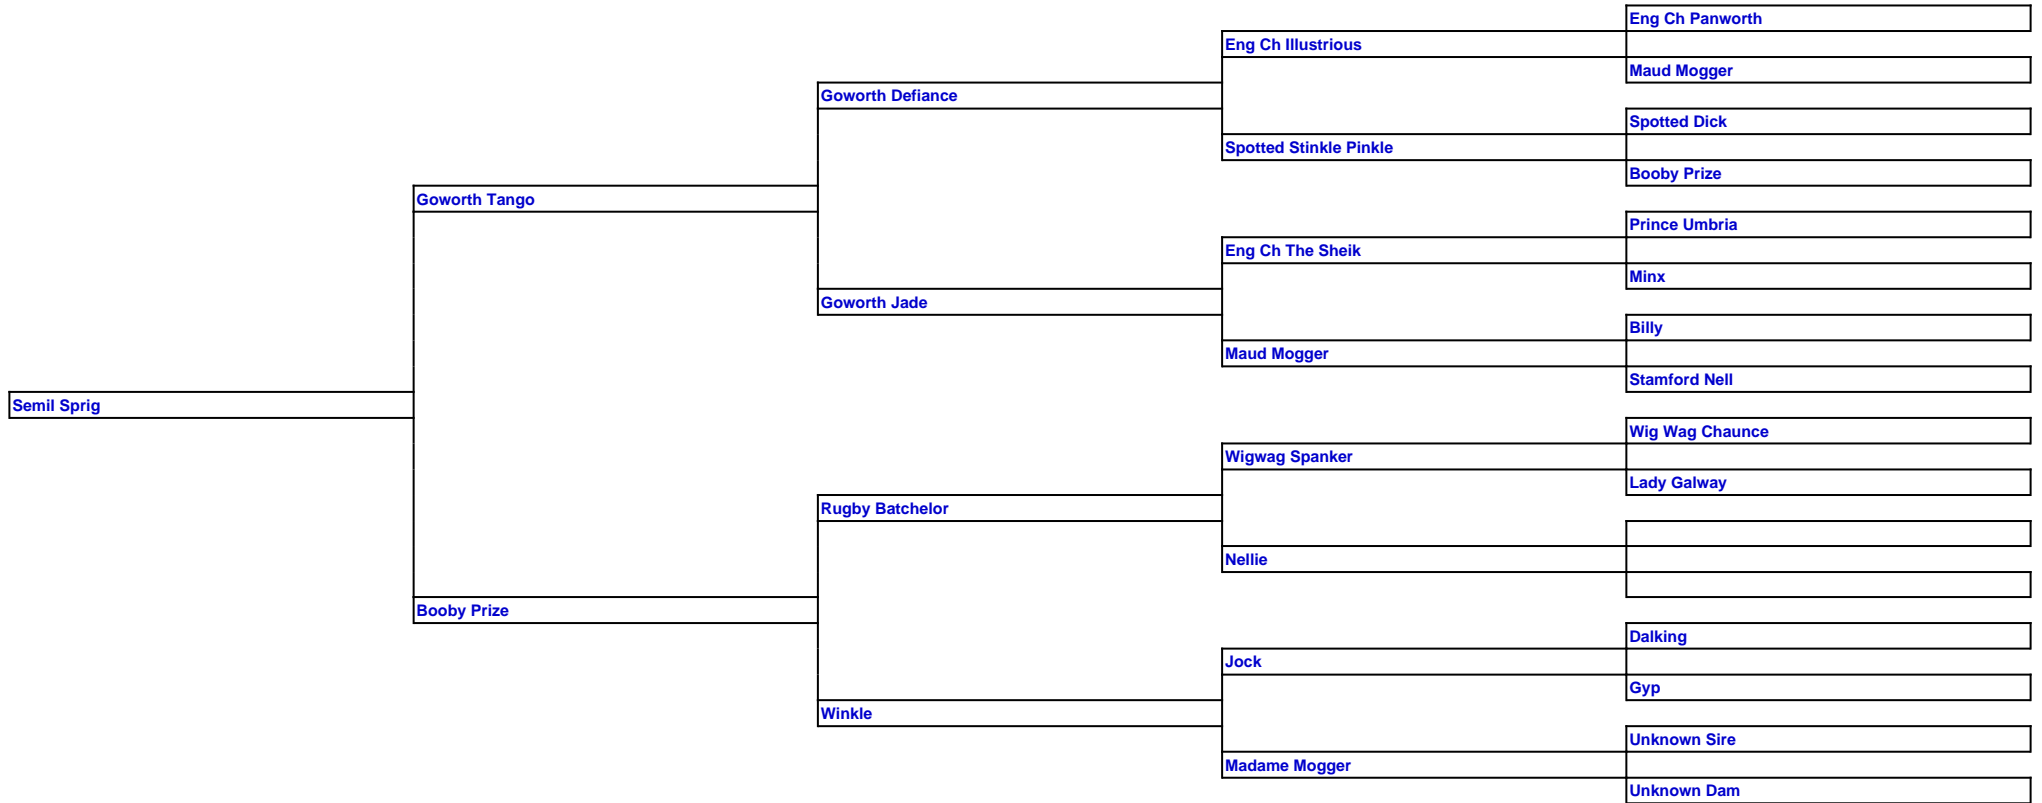 Eng Ch Panworth
Eng Ch Illustrious
Maud Mogger
Goworth Defiance
Spotted Dick
Spotted Stinkle Pinkle
Booby Prize
Goworth Tango
Prince Umbria
Eng Ch The Sheik
Minx
Goworth Jade
Billy
Maud Mogger
Stamford Nell
Semil Sprig
Wig Wag Chaunce
Wigwag Spanker
Lady Galway
Rugby Batchelor
Nellie
Booby Prize
Dalking
Jock
Gyp
Winkle
Unknown Sire
Madame Mogger
Unknown Dam